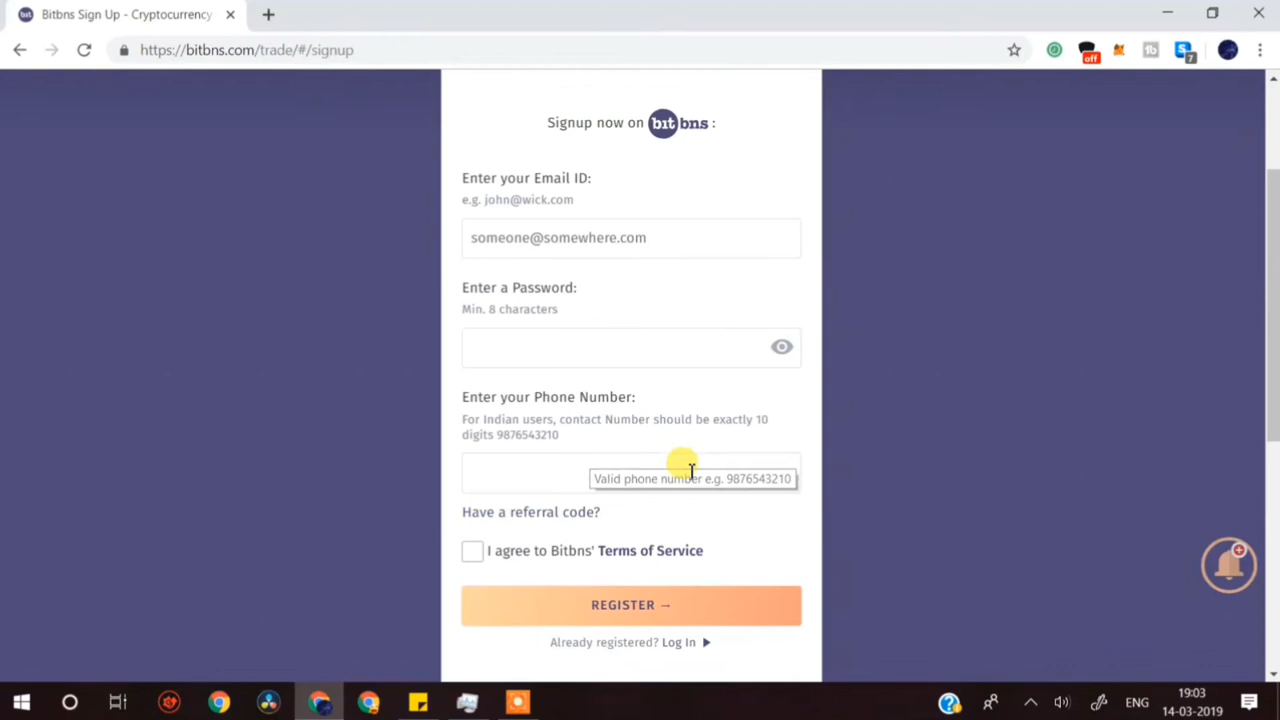 Bitbns Sign Up - Cryptocurrency
https://bitbns.com/trade/#/signup
off
fb
S
7
Signup now on bit bns :
Enter your Email ID:
e.g. john@wick.com
someone@somewhere.com
Enter a Password:
Min. 8 characters
Enter your Phone Number:
For Indian users, contact Number should be exactly 10
digits 9876543210
Valid phone number e.g. 9876543210
Have a referral code?
I agree to Bitbns' Terms of Service
REGISTER →
Already registered? Log In
ENG
19:03
14-03-2019